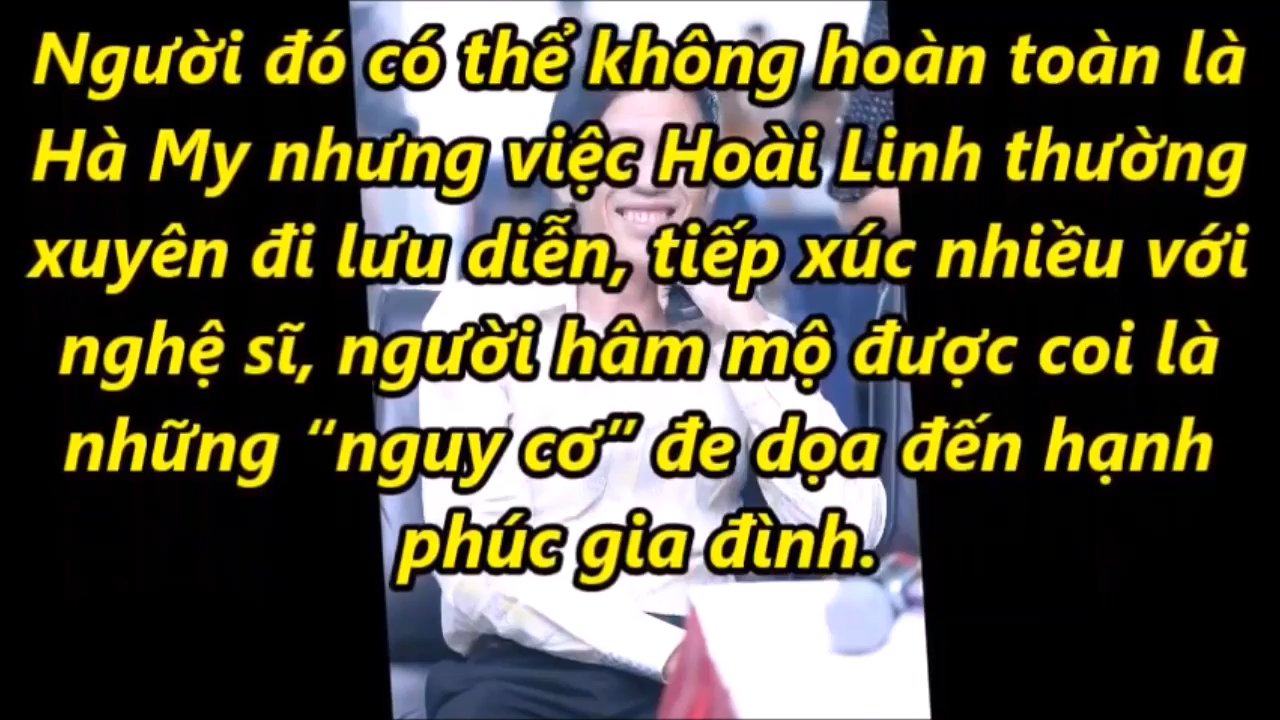 Người đó có thể không hoàn toàn là
Hà My nhưng việc Hoài Linh thường
xuyên đi lưu diễn, tiếp xúc nhiều với
nghệ sĩ, người hâm mộ được coi là
những “nguy cơ” đe dọa đến hạnh
phúc gia đình.